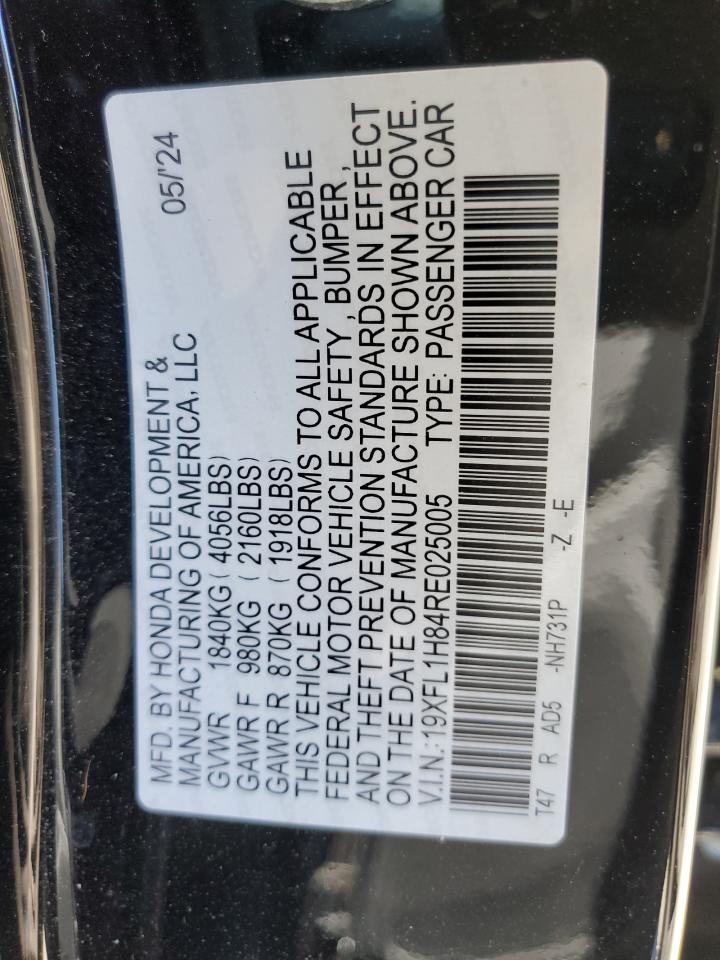 MFD. BY HONDA DEVELOPMENT &
MANUFACTURING OF AMERICA, LLC 05/'24
GVWR 1840KG ( 4056LBS)
GAWR F 980KG ( 2160LBS)
GAWR R 870KG ( 1918LBS)
THIS VEHICLE CONFORMS TO ALL APPLICABLE
FEDERAL MOTOR VEHICLE SAFETY , BUMPER ,
AND THEFT PREVENTION STANDARDS IN EFFECT
ON THE DATE OF MANUFACTURE SHOWN ABOVE.
V.I.N.:19XFL1H84RE025005 TYPE: PASSENGER CAR
T47 R AD5 -NH731P -Z -E